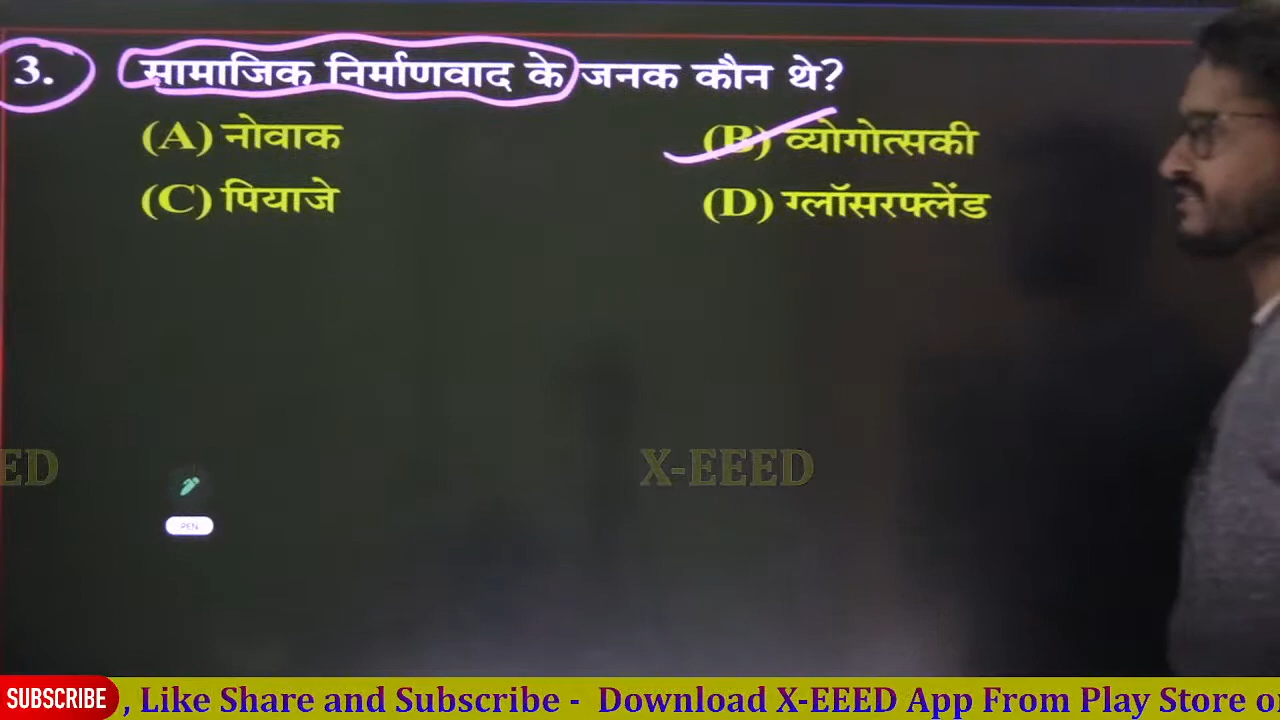 3. सामाजिक निर्माणवाद के जनक कौन थे?
(A) नोवाक
(B) व्योगोत्सकी
(C) पियाजे
(D) ग्लॉसरफ्लेंड
ED
X-EEED
PEN
SUBSCRIBE , Like Share and Subscribe - Download X-EEED App From Play Store or